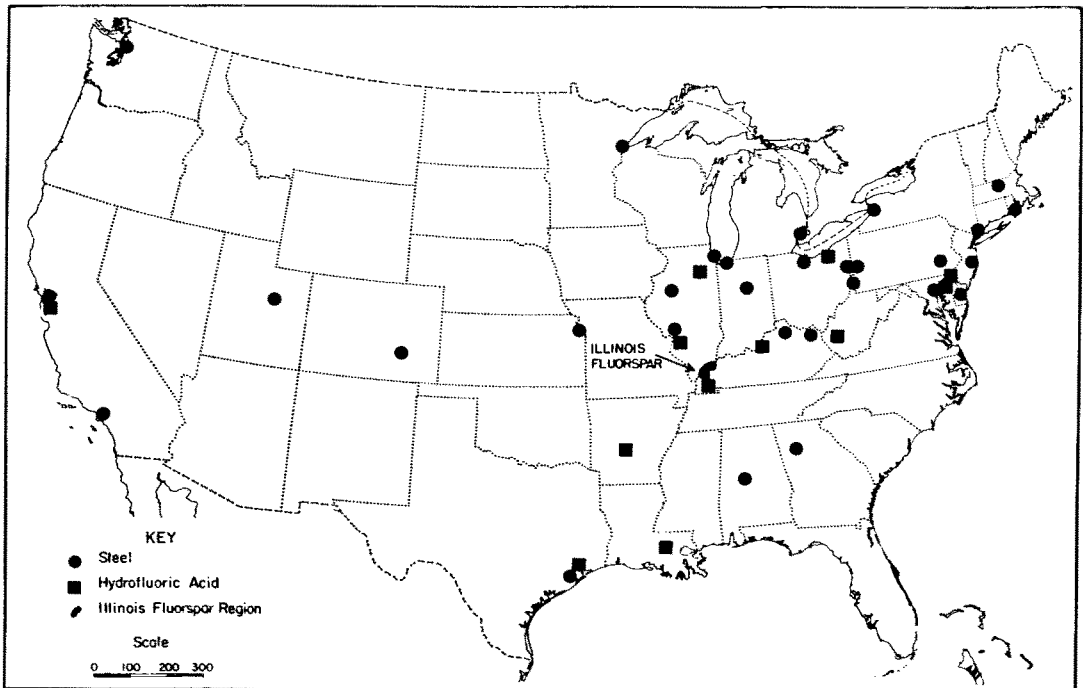 ILLINOIS
FLUORSPAR
KEY
Steel
Hydrofluoric Acid
Illinois Fluorspar Region
Scale
0 100 200 300